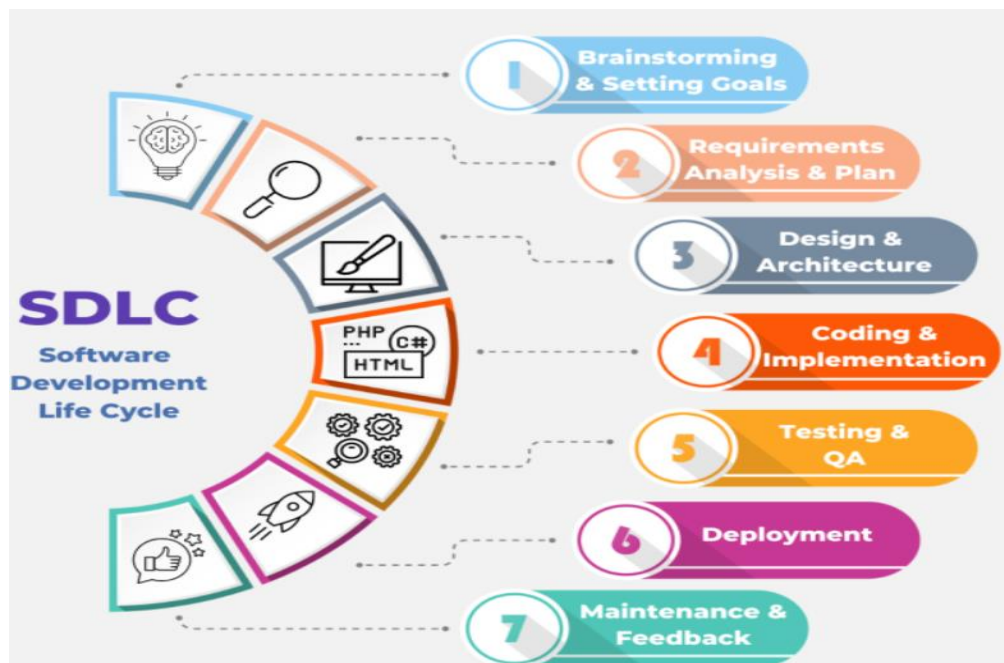 SDLC
Software
Development
Life Cycle
1
Brainstorming
& Setting Goals
2
Requirements
Analysis & Plan
3
Design &
Architecture
PHP
...
C#
HTML
4
Coding &
Implementation
5
Testing &
QA
6
Deployment
7
Maintenance &
Feedback